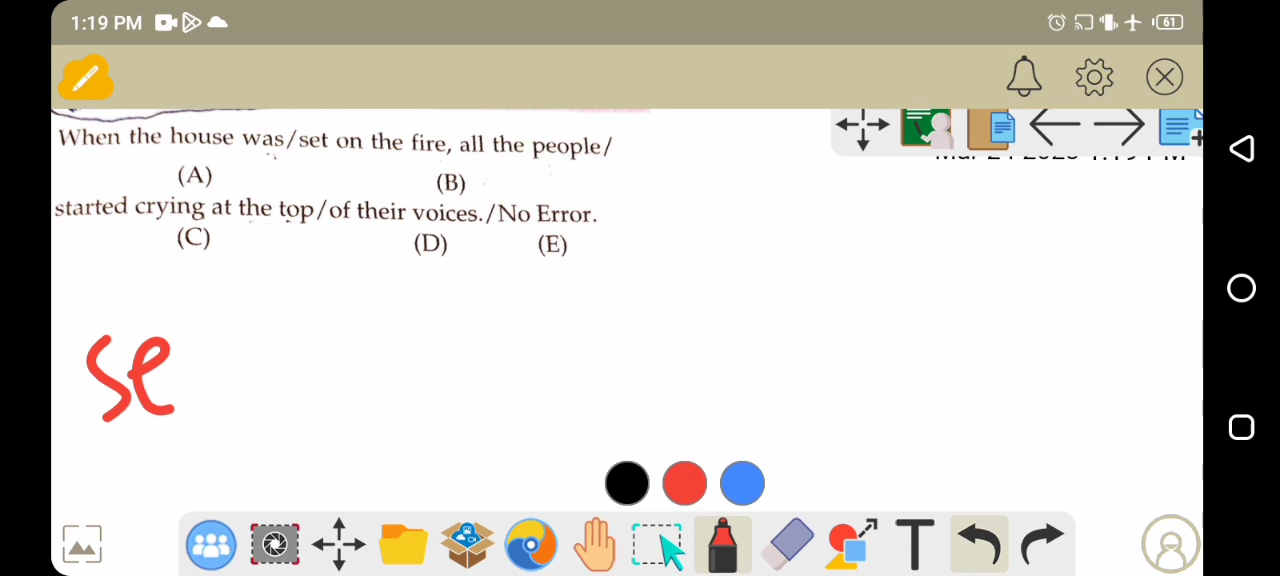 1:19 PM
61
When the house was/set on the fire, all the people/
(A) (B)
started crying at the top/of their voices./No Error.
(C) (D) (E)
se
T